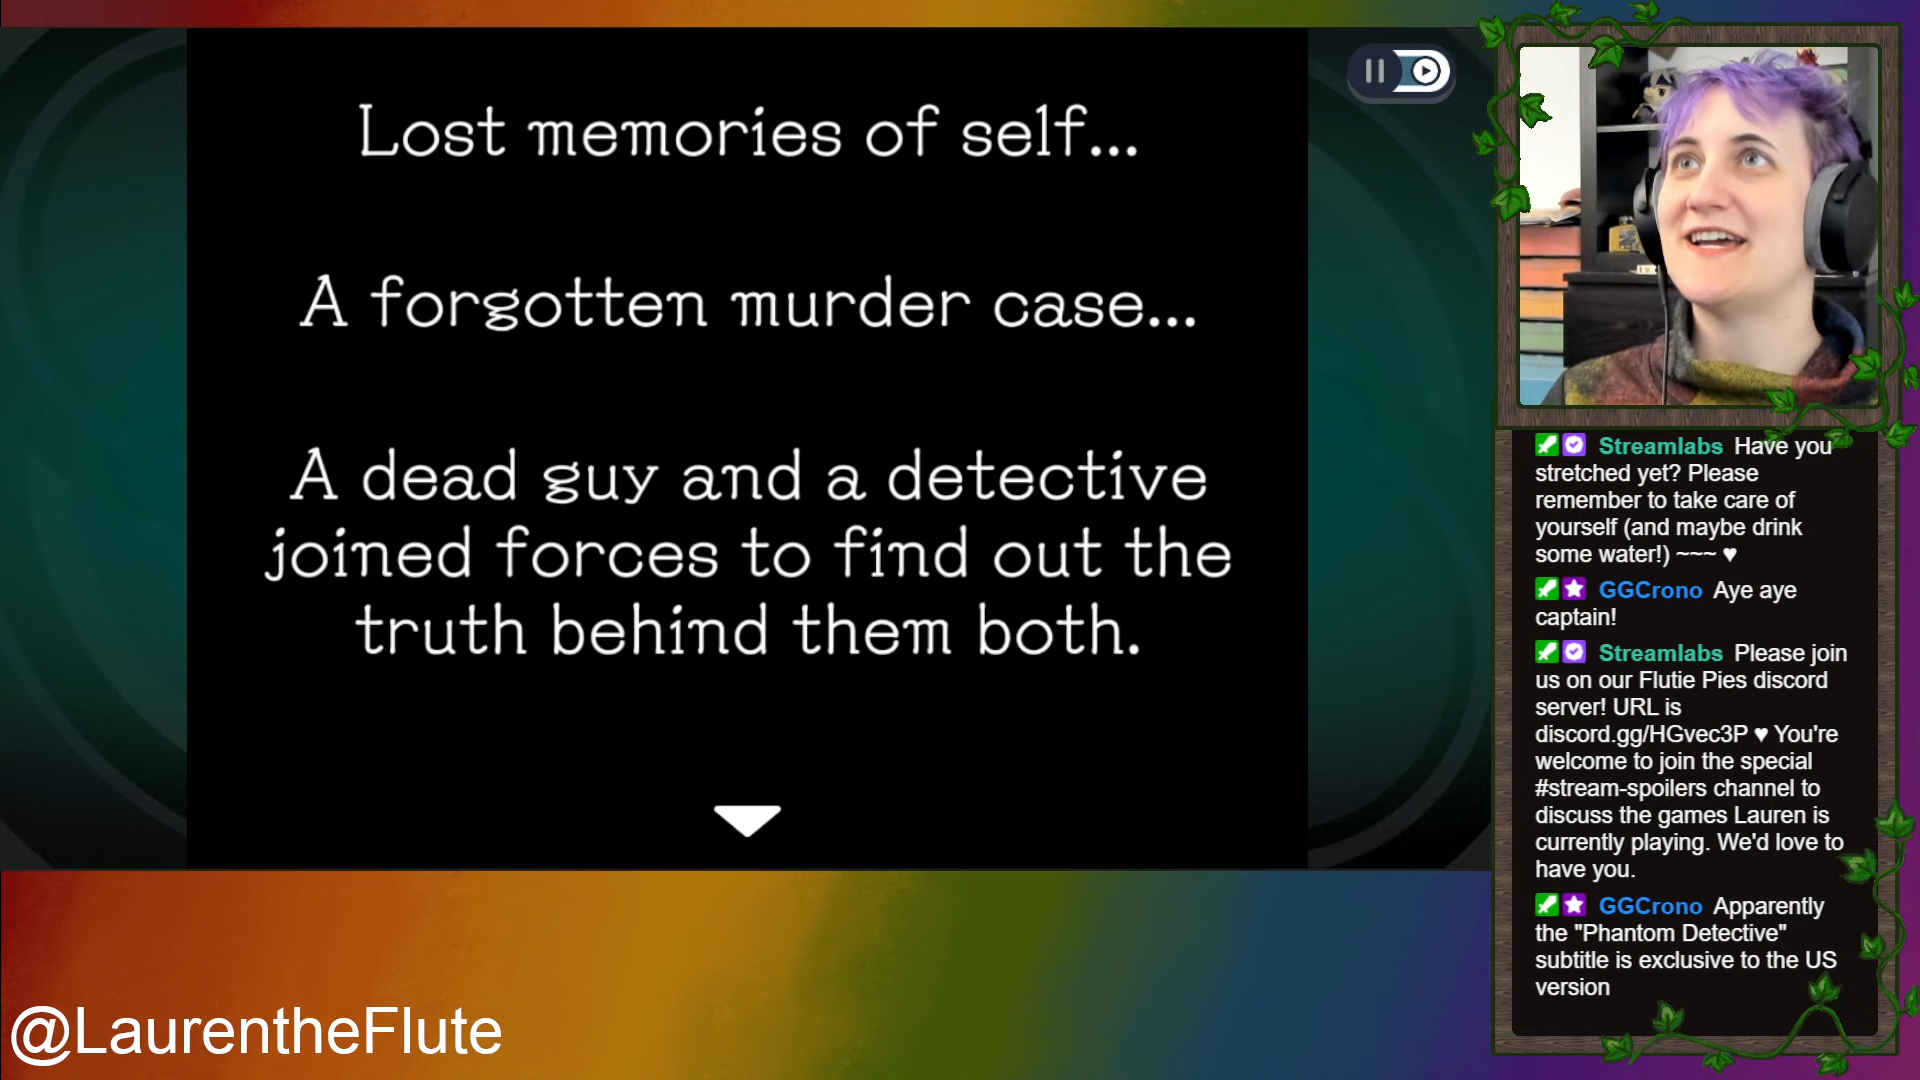 Lost memories of self...
A forgotten murder case...
A dead guy and a detective
joined forces to find out the
truth behind them both.
Streamlabs Have you
stretched yet? Please
remember to take care of
yourself (and maybe drink
some water!) ~~~ ♥
GGCrono Aye aye
captain!
Streamlabs Please join
us on our Flutie Pies discord
server! URL is
discord.gg/HGvec3P ♥ You're
welcome to join the special
#stream-spoilers channel to
discuss the games Lauren is
currently playing. We'd love to
have you.
GGCrono Apparently
the "Phantom Detective"
subtitle is exclusive to the US
version
@LaurentheFlute